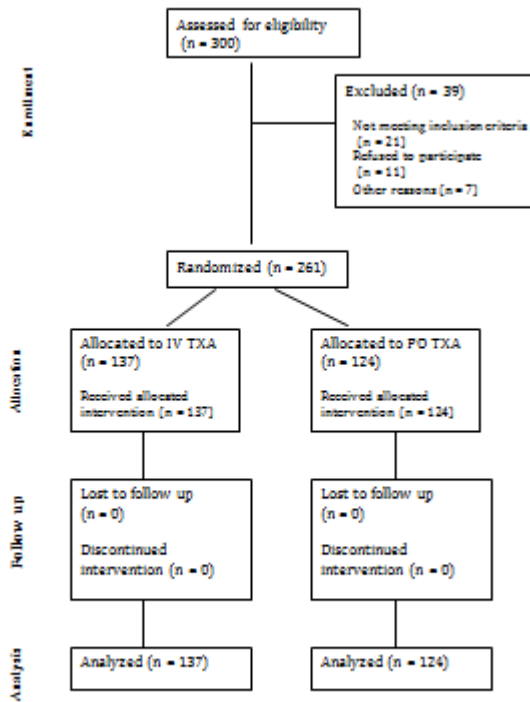 Assessed for eligibility
(n = 300)
Enrollment
Excluded (n = 39)
Not meeting inclusion criteria
[n = 21]
Refused to participate
[n = 11]
Other reasons [n = 7]
Randomized (n = 261)
Allocation
Allocated to IV TXA
(n = 137)
Received allocated
intervention [n = 137]
Allocated to PO TXA
(n = 124)
Received allocated
intervention [n = 124]
Follow up
Lost to follow up
(n = 0)
Discontinued
intervention (n = 0)
Lost to follow up
(n = 0)
Discontinued
intervention (n = 0)
Analysis
Analyzed (n = 137)
Analyzed (n = 124)